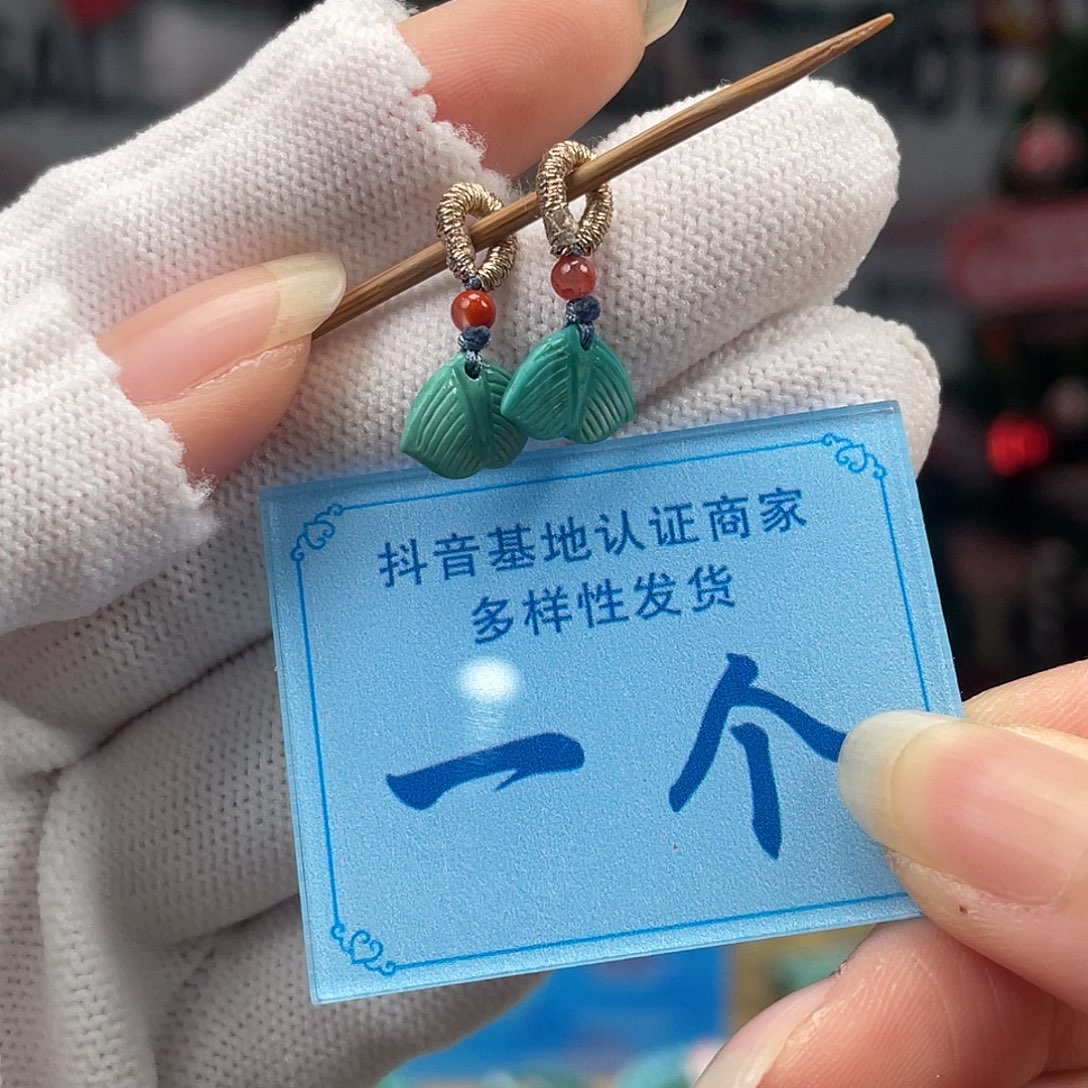 抖音基地认证商家
多样性发货
一个